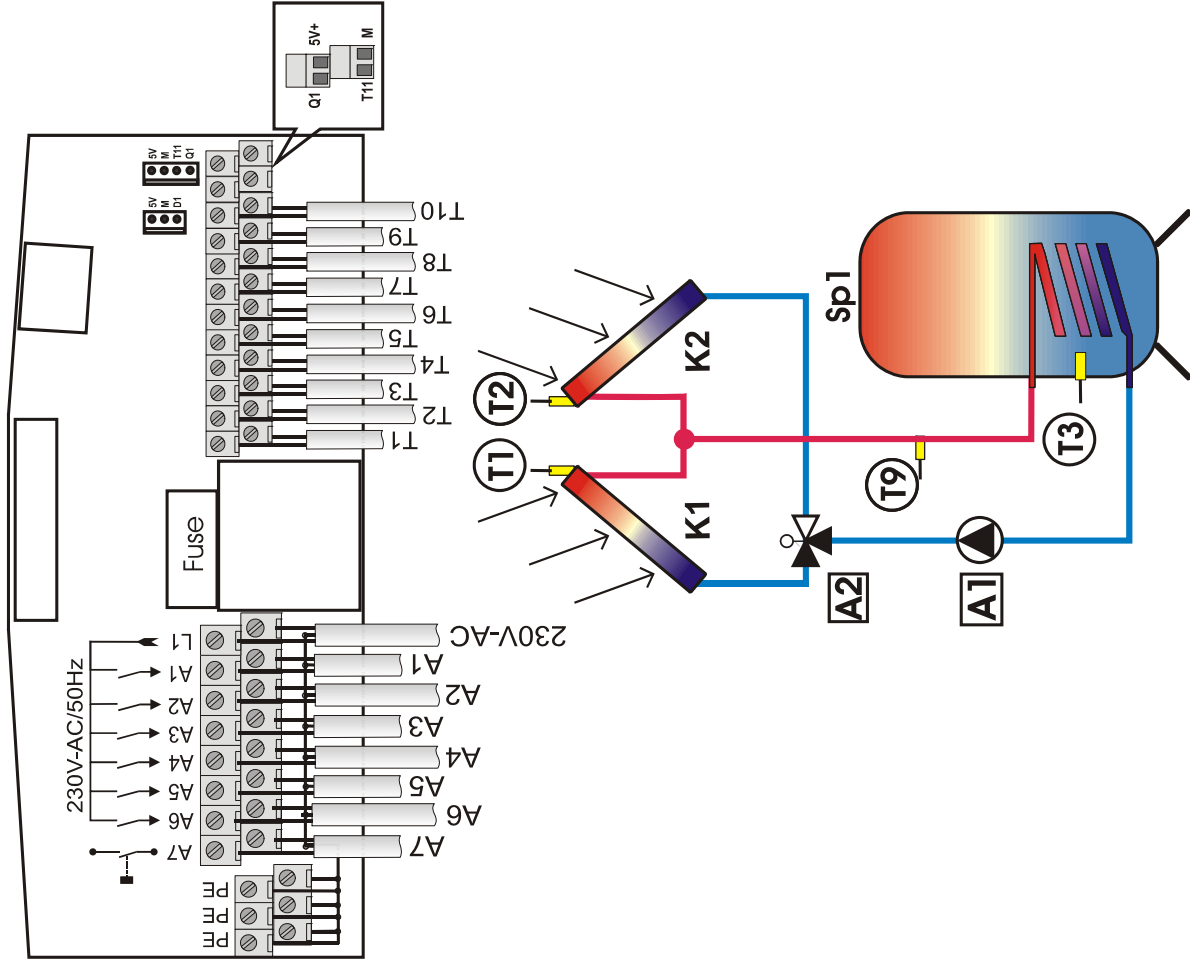 Q1
5V+
T11
M
5V
M
T11
Q1
5V
M
D1
Fuse
T10
T9
T8
T7
T6
T5
T4
T3
T2
T1
230V-AC/50Hz
L1
A1
A2
A3
A4
A5
A6
A7
PE
PE
PE
230V-AC
A1
A2
A3
A4
A5
A6
A7
T2
T1
K2
K1
Sp1
T9
T3
A2
A1